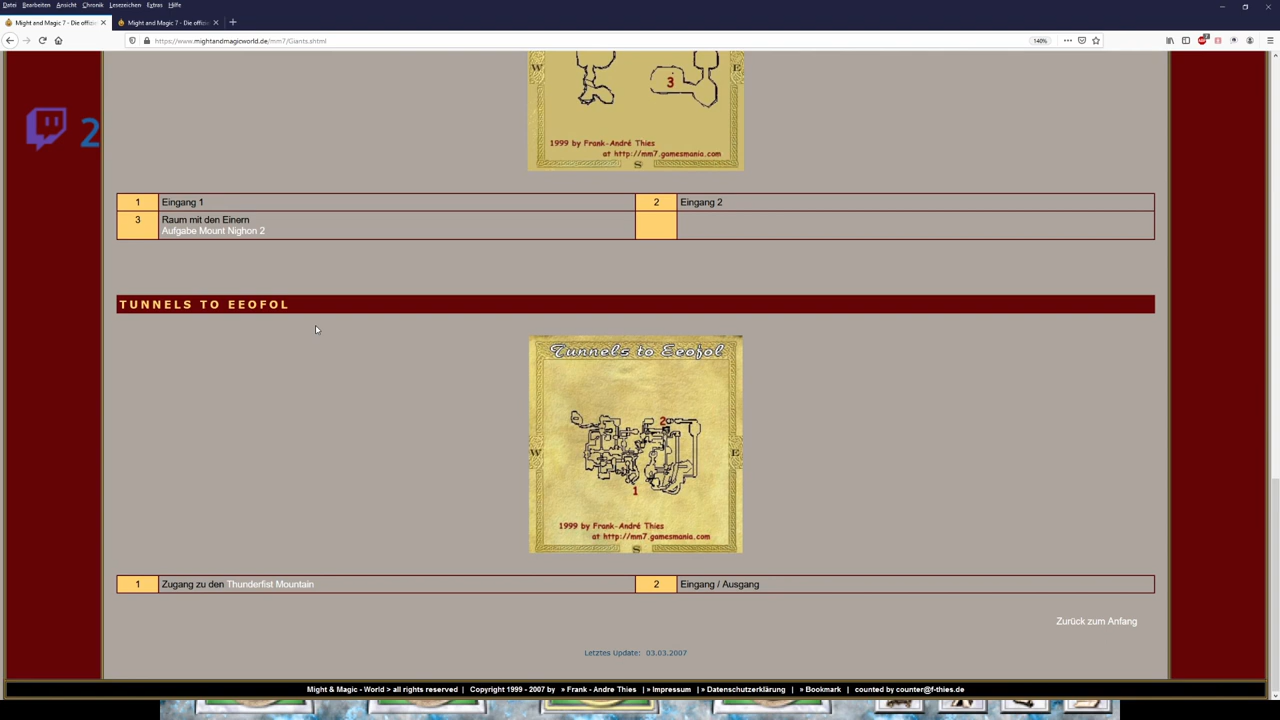 Datei Bearbeiten Ansicht Chronik Lesezeichen Extras Hilfe
Might and Magic 7 - Die offizie
Might and Magic 7 - Die offizie
https://www.mightandmagicworld.de/mm7/Giants.shtml
140%
2
W
3
E
1999 by Frank-André Thies
at http://mm7.gamesmania.com
S
1 Eingang 1 2 Eingang 2
3 Raum mit den Einern
Aufgabe Mount Nighon 2
TUNNELS TO EEOFOL
Tunnels to Eeofol
2
W
E
1
1999 by Frank-André Thies
at http://mm7.gamesmania.com
S
1 Zugang zu den Thunderfist Mountain 2 Eingang / Ausgang
Zurück zum Anfang
Letztes Update: 03.03.2007
Might & Magic - World > all rights reserved | Copyright 1999 - 2007 by » Frank - Andre Thies | » Impressum | » Datenschutzerklärung | » Bookmark | counted by counter@f-thies.de